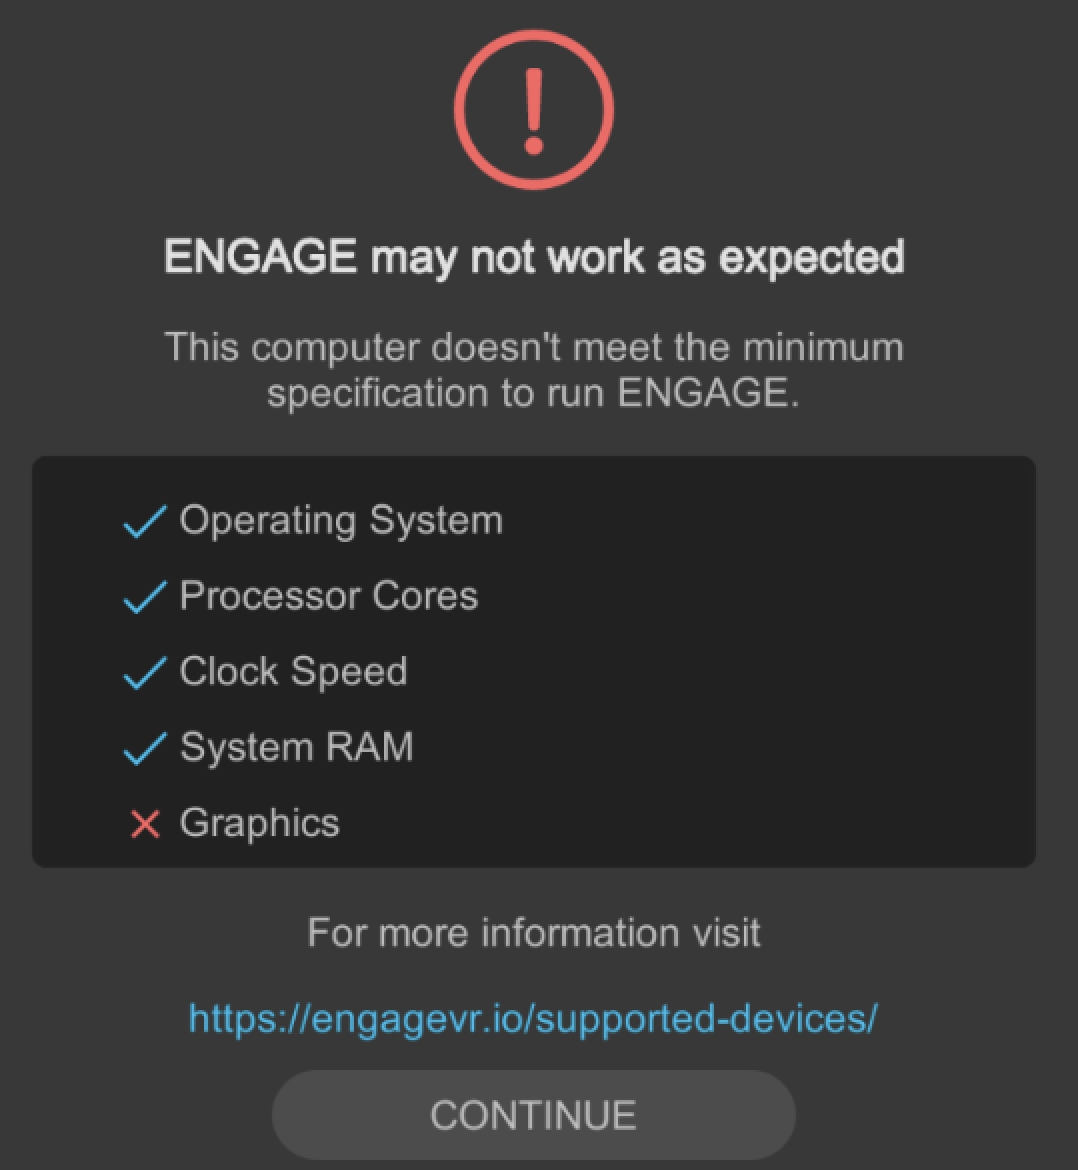 ENGAGE may not work as expected
This computer doesn't meet the minimum
specification to run ENGAGE.
Operating System
Processor Cores
Clock Speed
System RAM
Graphics
For more information visit
https://engagevr.io/supported-devices/
CONTINUE